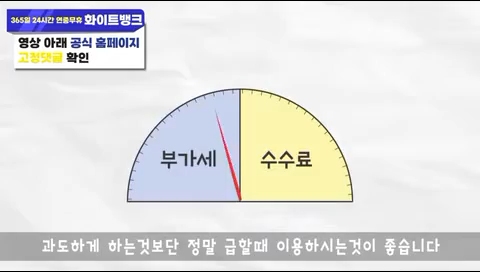 365일 24시간 연중무휴 화이트뱅크
영상 아래 공식 홈페이지
고정댓글 확인
부가세 수수료
과도하게 하는것보단 정말 급할때 이용하시는것이 좋습니다